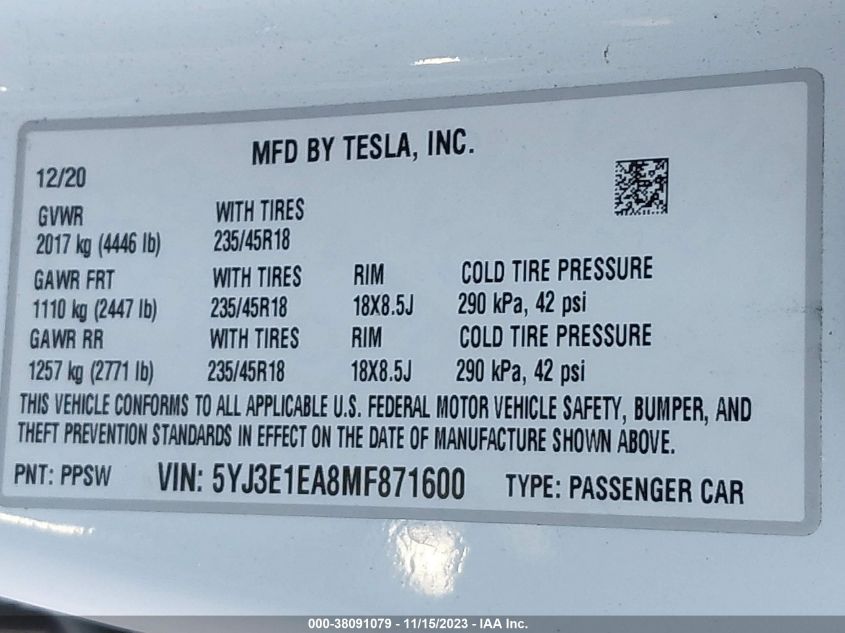 MFD BY TESLA, INC.
12/20
GVWR WITH TIRES
2017 kg (4446 lb) 235/45R18
GAWR FRT WITH TIRES RIM COLD TIRE PRESSURE
1110 kg (2447 lb) 235/45R18 18X8.5J 290 kPa, 42 psi
GAWR RR WITH TIRES RIM COLD TIRE PRESSURE
1257 kg (2771 lb) 235/45R18 18X8.5J 290 kPa, 42 psi
THIS VEHICLE CONFORMS TO ALL APPLICABLE U.S. FEDERAL MOTOR VEHICLE SAFETY, BUMPER, AND
THEFT PREVENTION STANDARDS IN EFFECT ON THE DATE OF MANUFACTURE SHOWN ABOVE.
PNT: PPSW VIN: 5YJ3E1EA8MF871600 TYPE: PASSENGER CAR
000-38091079 - 11/15/2023 - IAA Inc.